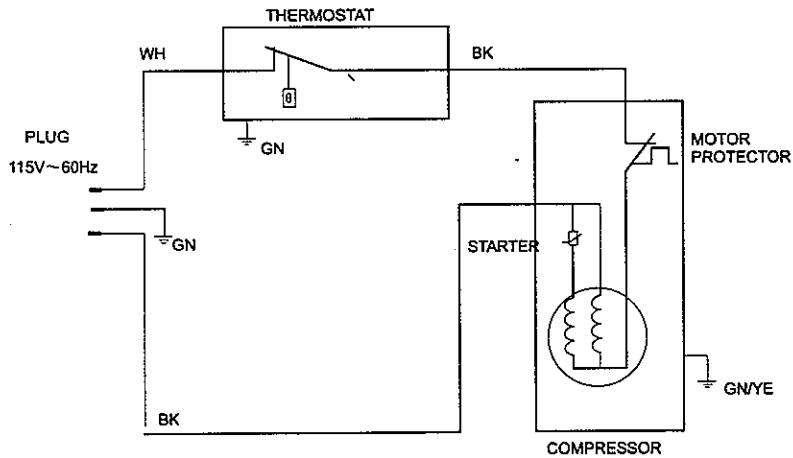 THERMOSTAT
WH
BK
θ
GN
PLUG
115V~60Hz
MOTOR
PROTECTOR
GN
STARTER
GN/YE
BK
COMPRESSOR